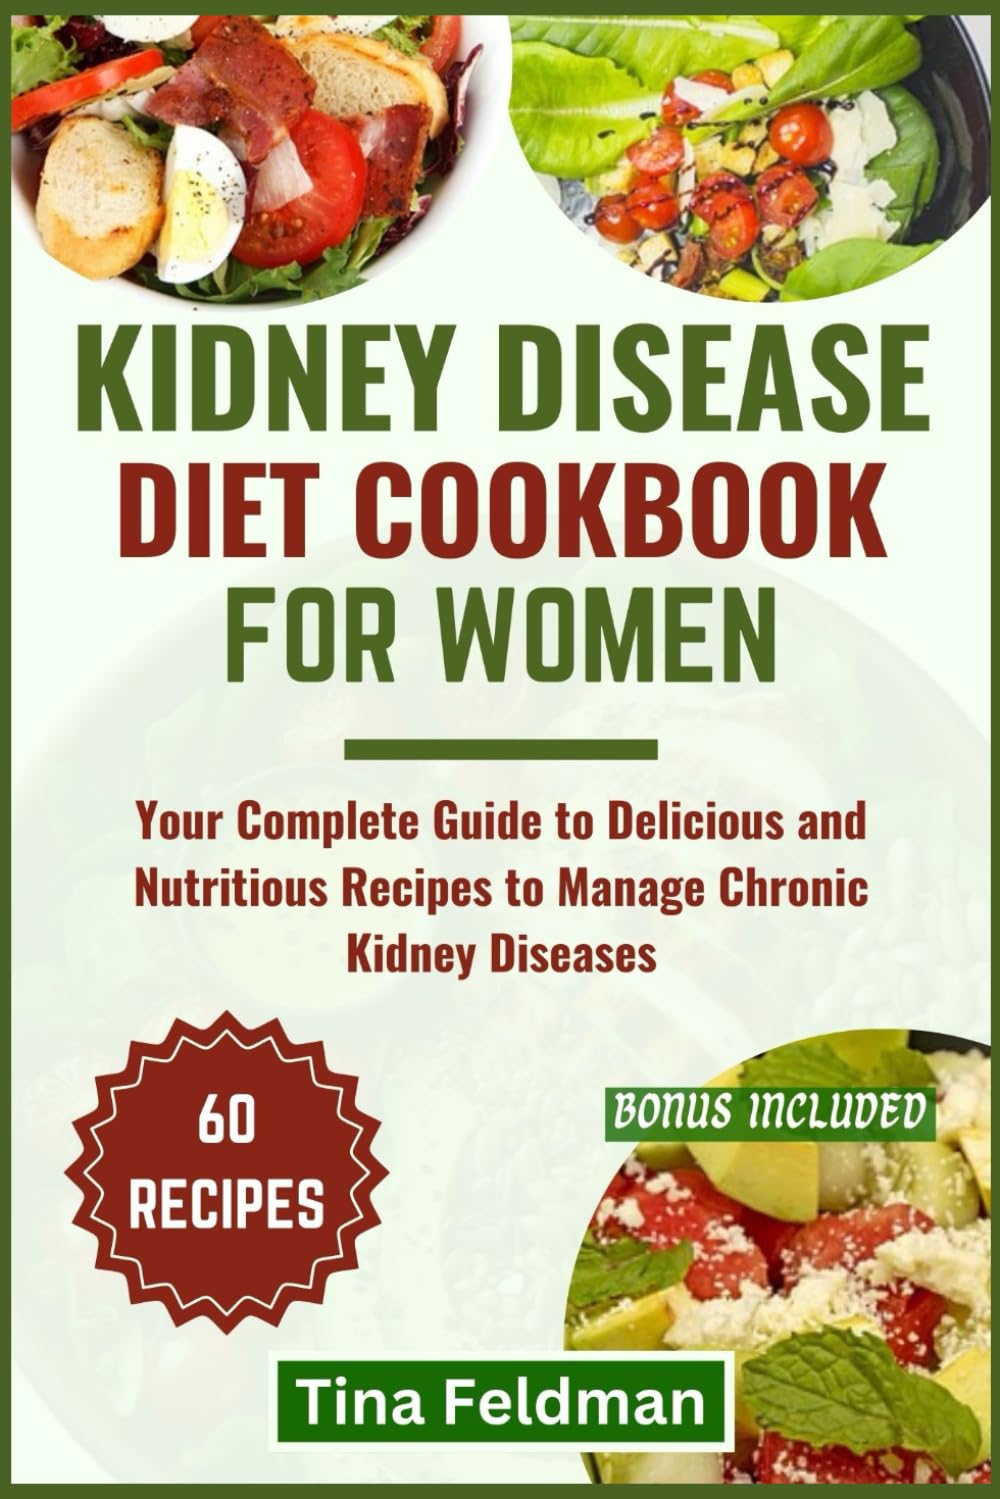 KIDNEY DISEASE
DIET COOKBOOK
FOR WOMEN
Your Complete Guide to Delicious and
Nutritious Recipes to Manage Chronic
Kidney Diseases
60
RECIPES
BONUS INCLUDED
Tina Feldman